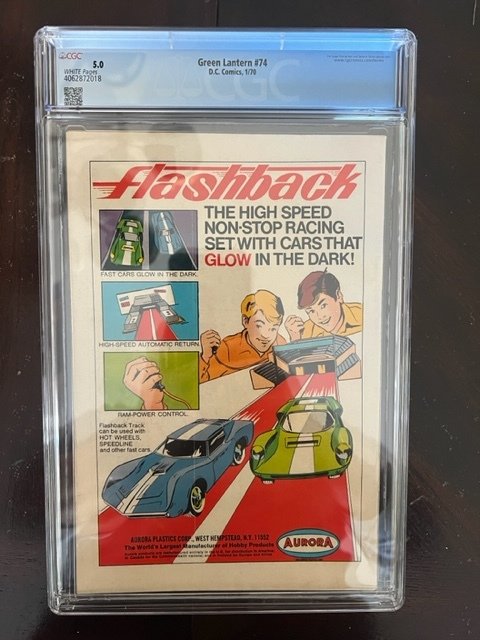 CGC
5.0
WHITE Pages
4062872018
Green Lantern #74
D.C. Comics, 1/70
CGC
flashback
THE HIGH SPEED
NON-STOP RACING
SET WITH CARS THAT
GLOW IN THE DARK!
FAST CARS GLOW IN THE DARK.
HIGH-SPEED AUTOMATIC RETURN.
RAM-POWER CONTROL.
Flashback Track
can be used with
HOT WHEELS,
SPEEDLINE
and other fast cars
AURORA PLASTICS CORP., WEST HEMPSTEAD, N.Y. 11552
The World's Largest Manufacturer of Hobby Products
AURORA